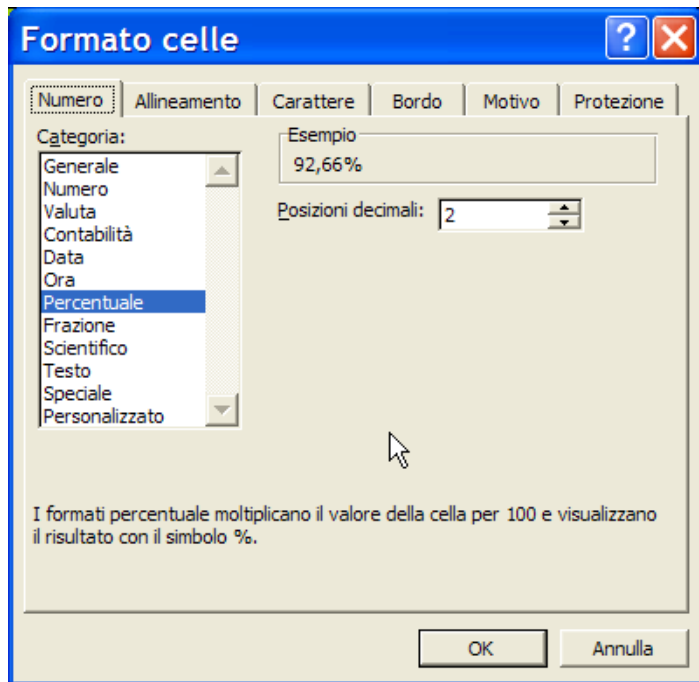 Formato celle
Numero Allineamento Carattere Bordo Motivo Protezione
Categoria:
Generale
Numero
Valuta
Contabilità
Data
Ora
Percentuale
Frazione
Scientifico
Testo
Speciale
Personalizzato
Esempio
92,66%
Posizioni decimali: 2
I formati percentuale moltiplicano il valore della cella per 100 e visualizzano
il risultato con il simbolo %.
OK Annulla